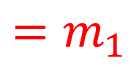 = m₁